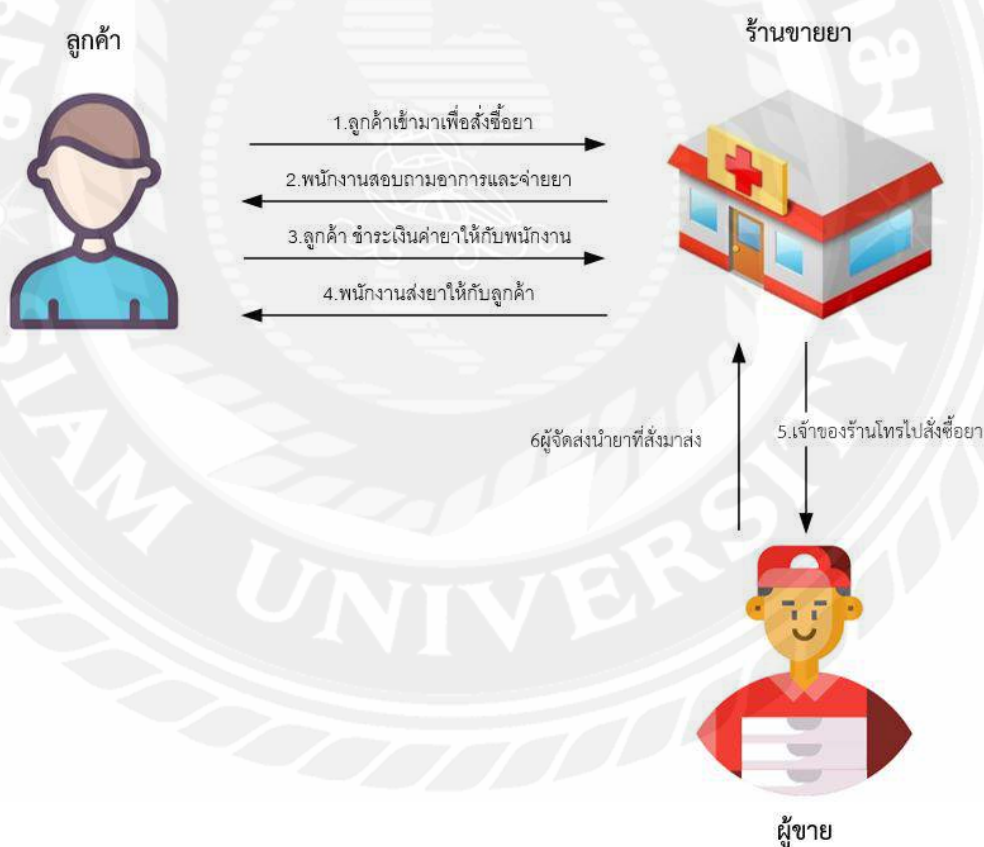 ลูกค้า
ร้านขายยา
1.ลูกค้าเข้ามาเพื่อสั่งซื้อยา
2.พนักงานสอบถามอาการและจ่ายยา
3.ลูกค้า ชำระเงินค่ายาให้กับพนักงาน
4.พนักงานส่งยาให้กับลูกค้า
6ผู้จัดส่งนำยาที่สั่งมาส่ง
5.เจ้าของร้านโทรไปสั่งซื้อยา
SIAM UNIVERSITY
ผู้ขาย